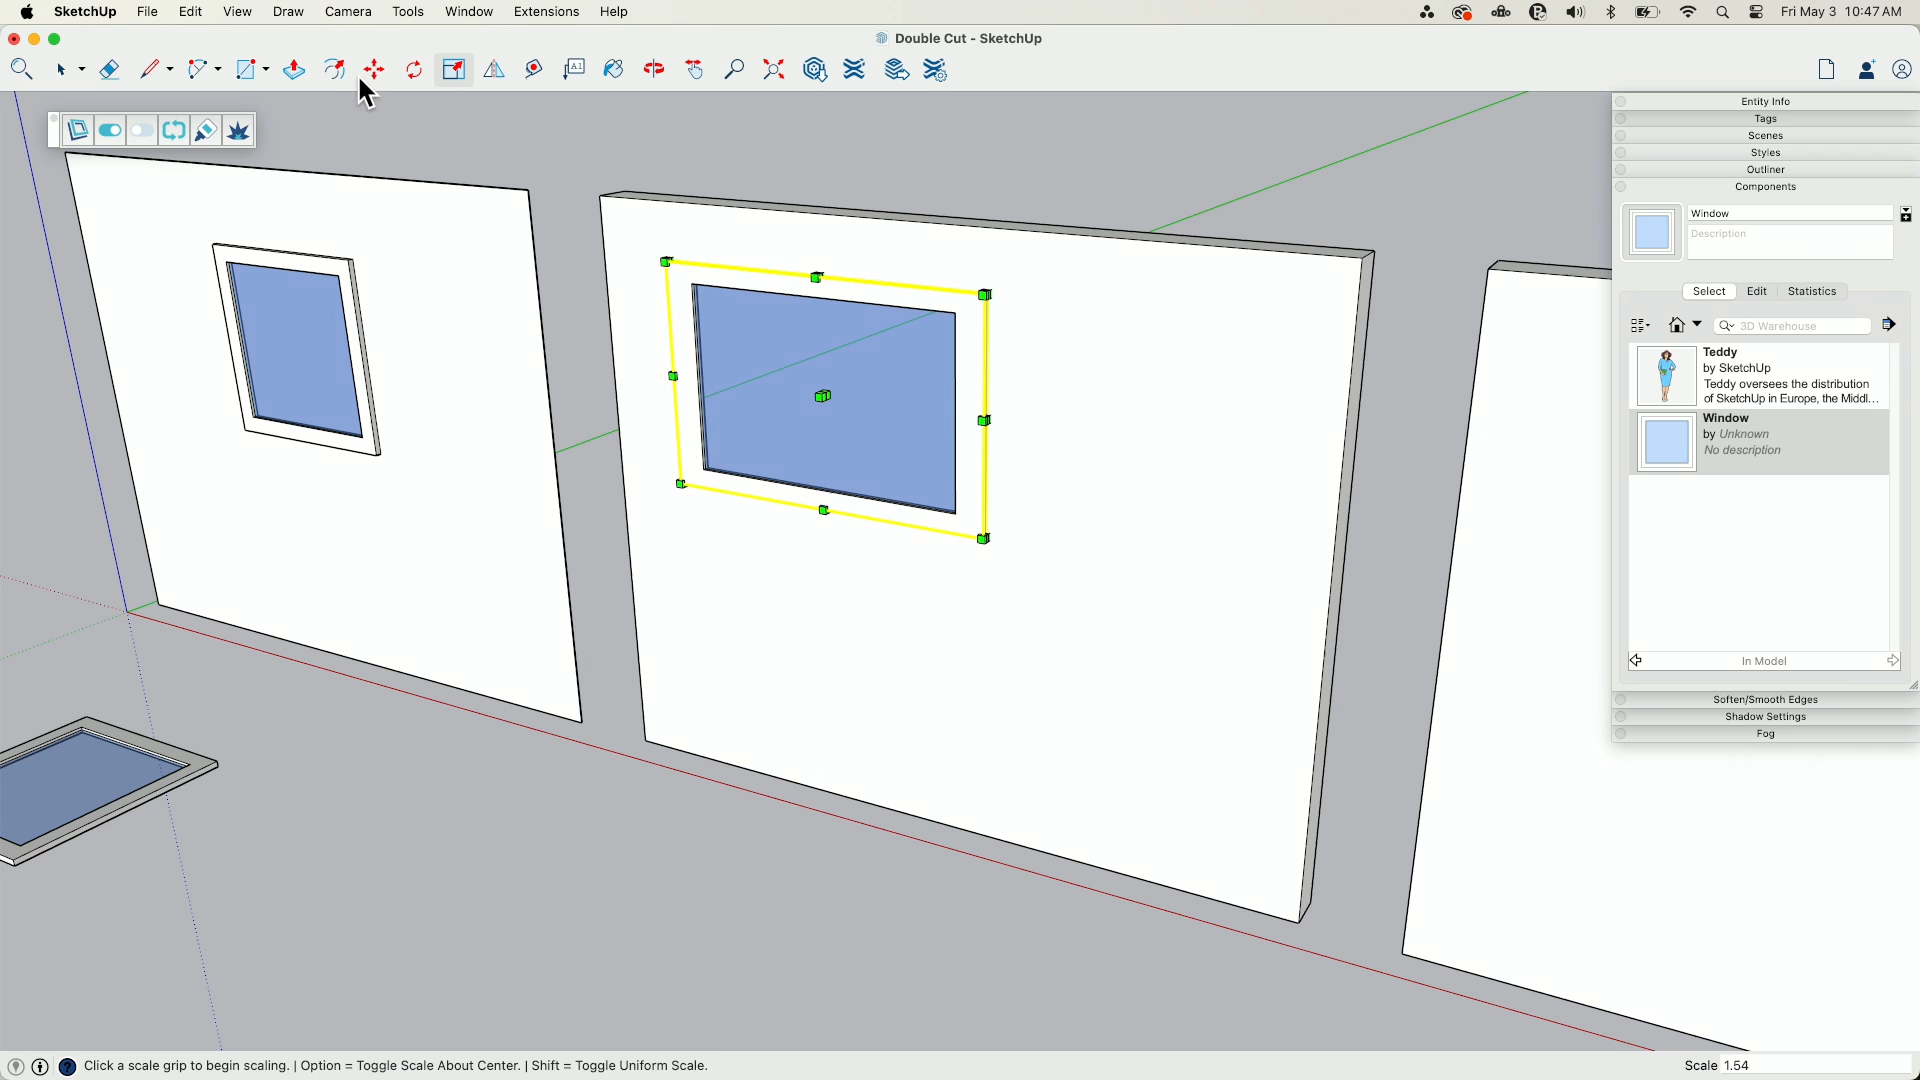 SketchUp File Edit View Draw Camera Tools Window Extensions Help Fri May 3 10:47 AM
Double Cut - SketchUp
A1
Entity Info
Tags
Scenes
Styles
Outliner
Components
Window
Description
Select Edit Statistics
3D Warehouse
Teddy
by SketchUp
Teddy oversees the distribution
of SketchUp in Europe, the Middl...
Window
by Unknown
No description
In Model
Soften/Smooth Edges
Shadow Settings
Fog
Click a scale grip to begin scaling. | Option = Toggle Scale About Center. | Shift = Toggle Uniform Scale.
Scale 1.54